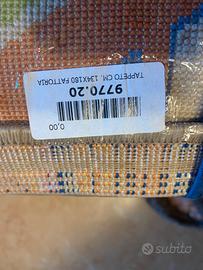 TAPPETO CM. 134X180 FATTORIA
9770.20
0,00
subito